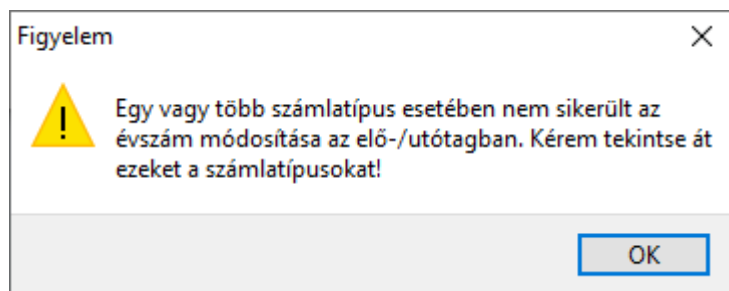 Figyelem
Egy vagy több számlatípus esetében nem sikerült az
évszám módosítása az elő-/utótagban. Kérem tekintse át
ezeket a számlatípusokat!
OK